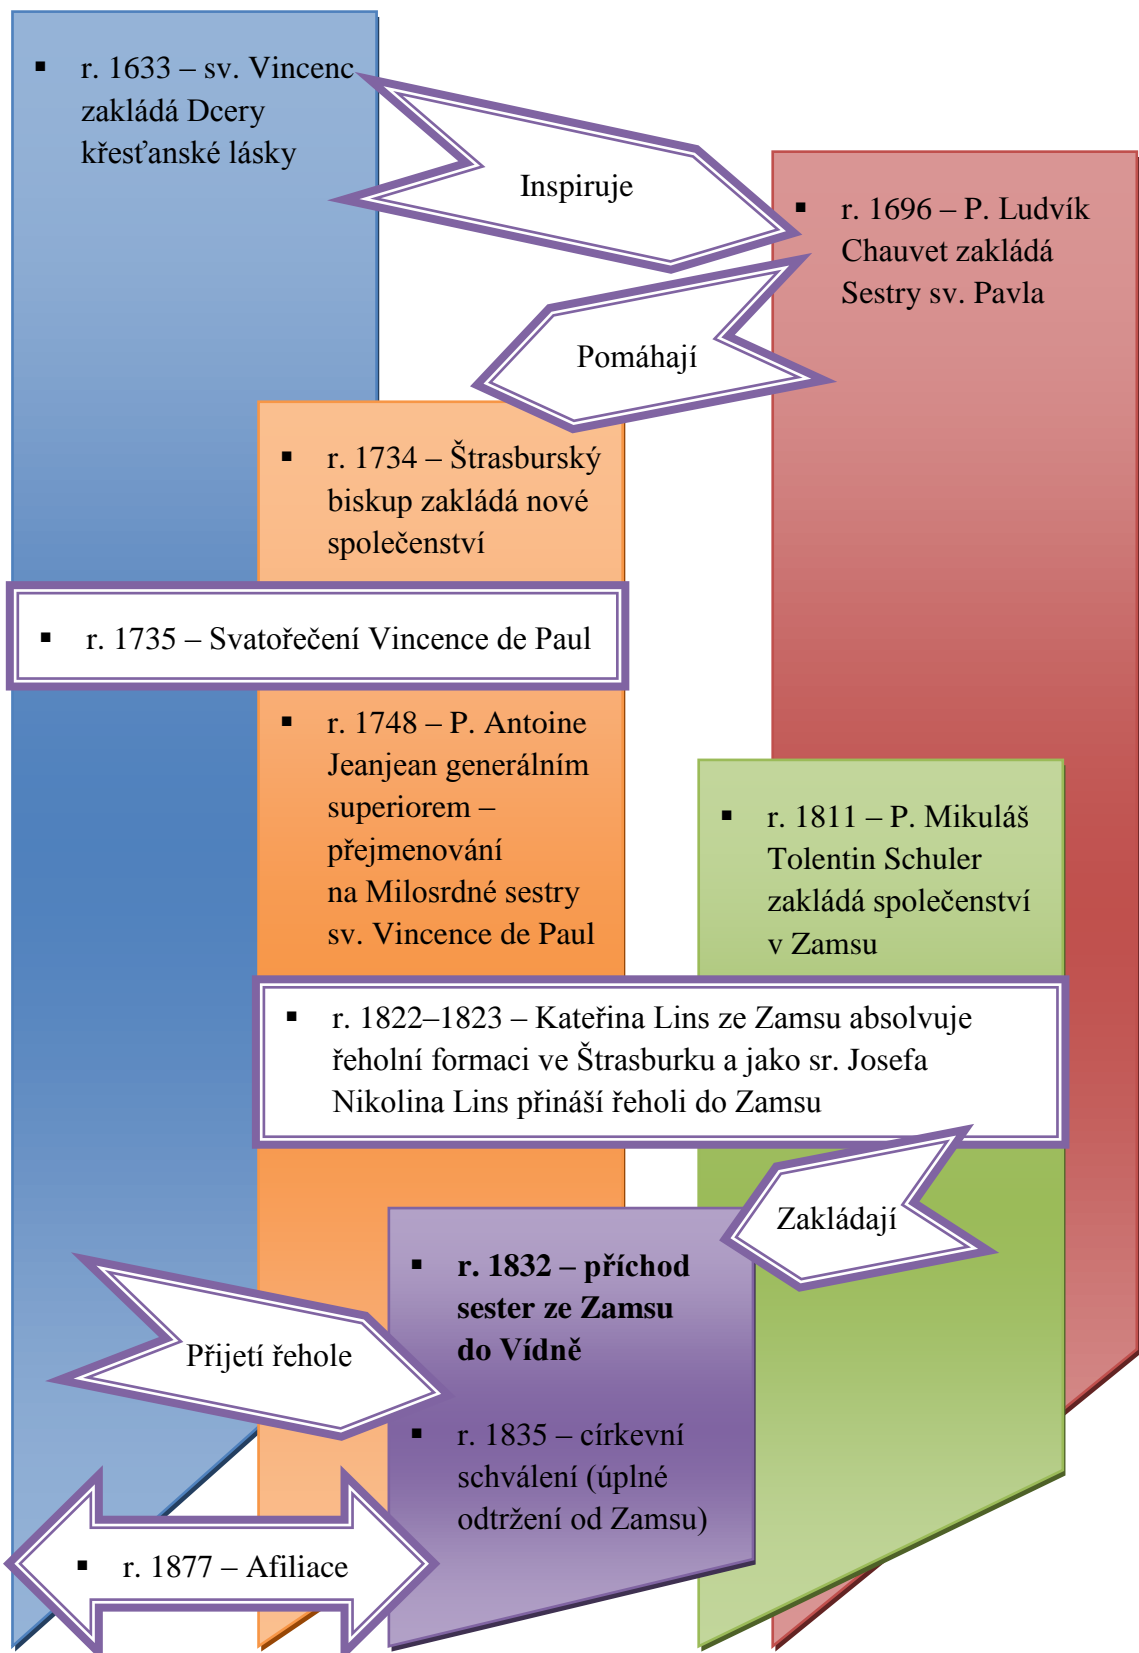 ▪ r. 1633 – sv. Vincenc
zakládá Dcery
křesťanské lásky
Inspiruje
▪ r. 1696 – P. Ludvík
Chauvet zakládá
Sestry sv. Pavla
Pomáhají
▪ r. 1734 – Štrasburský
biskup zakládá nové
společenství
▪ r. 1735 – Svatořečení Vincence de Paul
▪ r. 1748 – P. Antoine
Jeanjean generálním
superiorem –
přejmenování
na Milosrdné sestry
sv. Vincence de Paul
▪ r. 1811 – P. Mikuláš
Tolentin Schuler
zakládá společenství
v Zamsu
▪ r. 1822–1823 – Kateřina Lins ze Zamsu absolvuje
řeholní formaci ve Štrasburku a jako sr. Josefa
Nikolina Lins přináší řeholi do Zamsu
Zakládají
▪ r. 1832 – příchod
sester ze Zamsu
do Vídně
Přijetí řehole
▪ r. 1835 – církevní
schválení (úplné
odtržení od Zamsu)
▪ r. 1877 – Afiliace